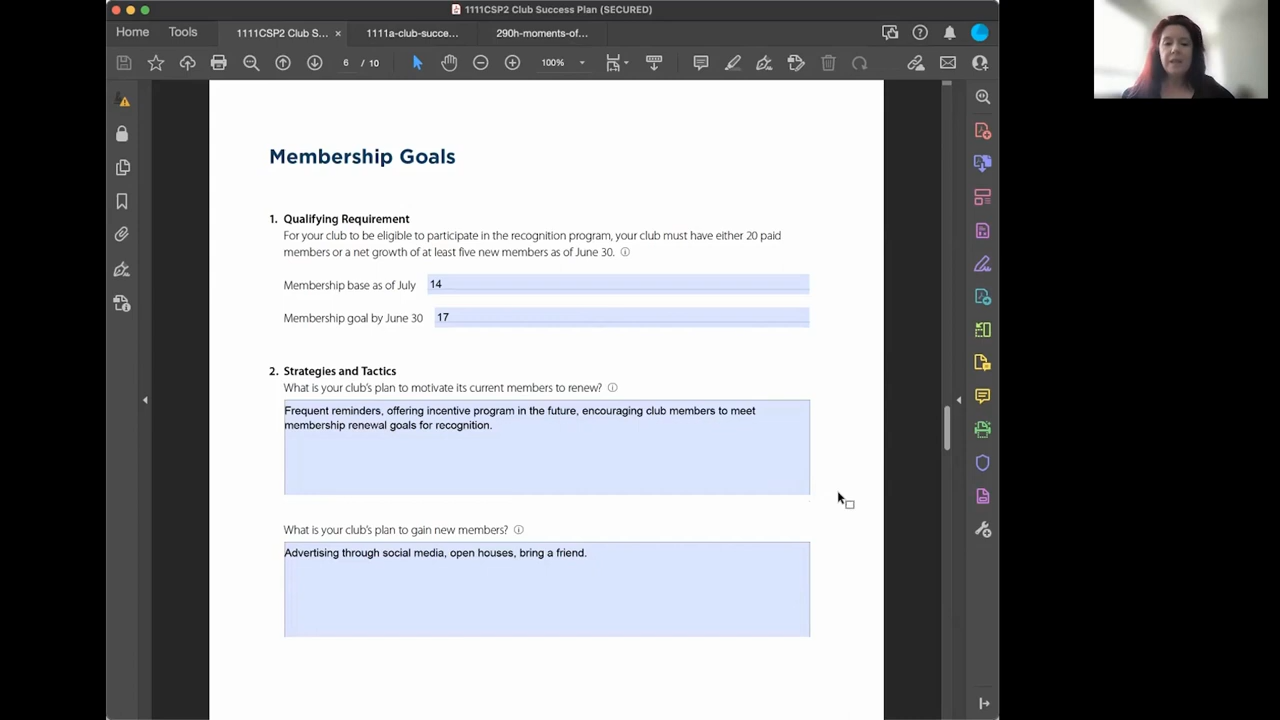 1111CSP2 Club Success Plan (SECURED)
Home
Tools
1111CSP2 Club S... ×
1111a-club-succe...
290h-moments-of...
6 / 10
100%
Membership Goals
1. Qualifying Requirement
For your club to be eligible to participate in the recognition program, your club must have either 20 paid
members or a net growth of at least five new members as of June 30.
Membership base as of July 14
Membership goal by June 30 17
2. Strategies and Tactics
What is your club's plan to motivate its current members to renew?
Frequent reminders, offering incentive program in the future, encouraging club members to meet
membership renewal goals for recognition.
What is your club's plan to gain new members?
Advertising through social media, open houses, bring a friend.